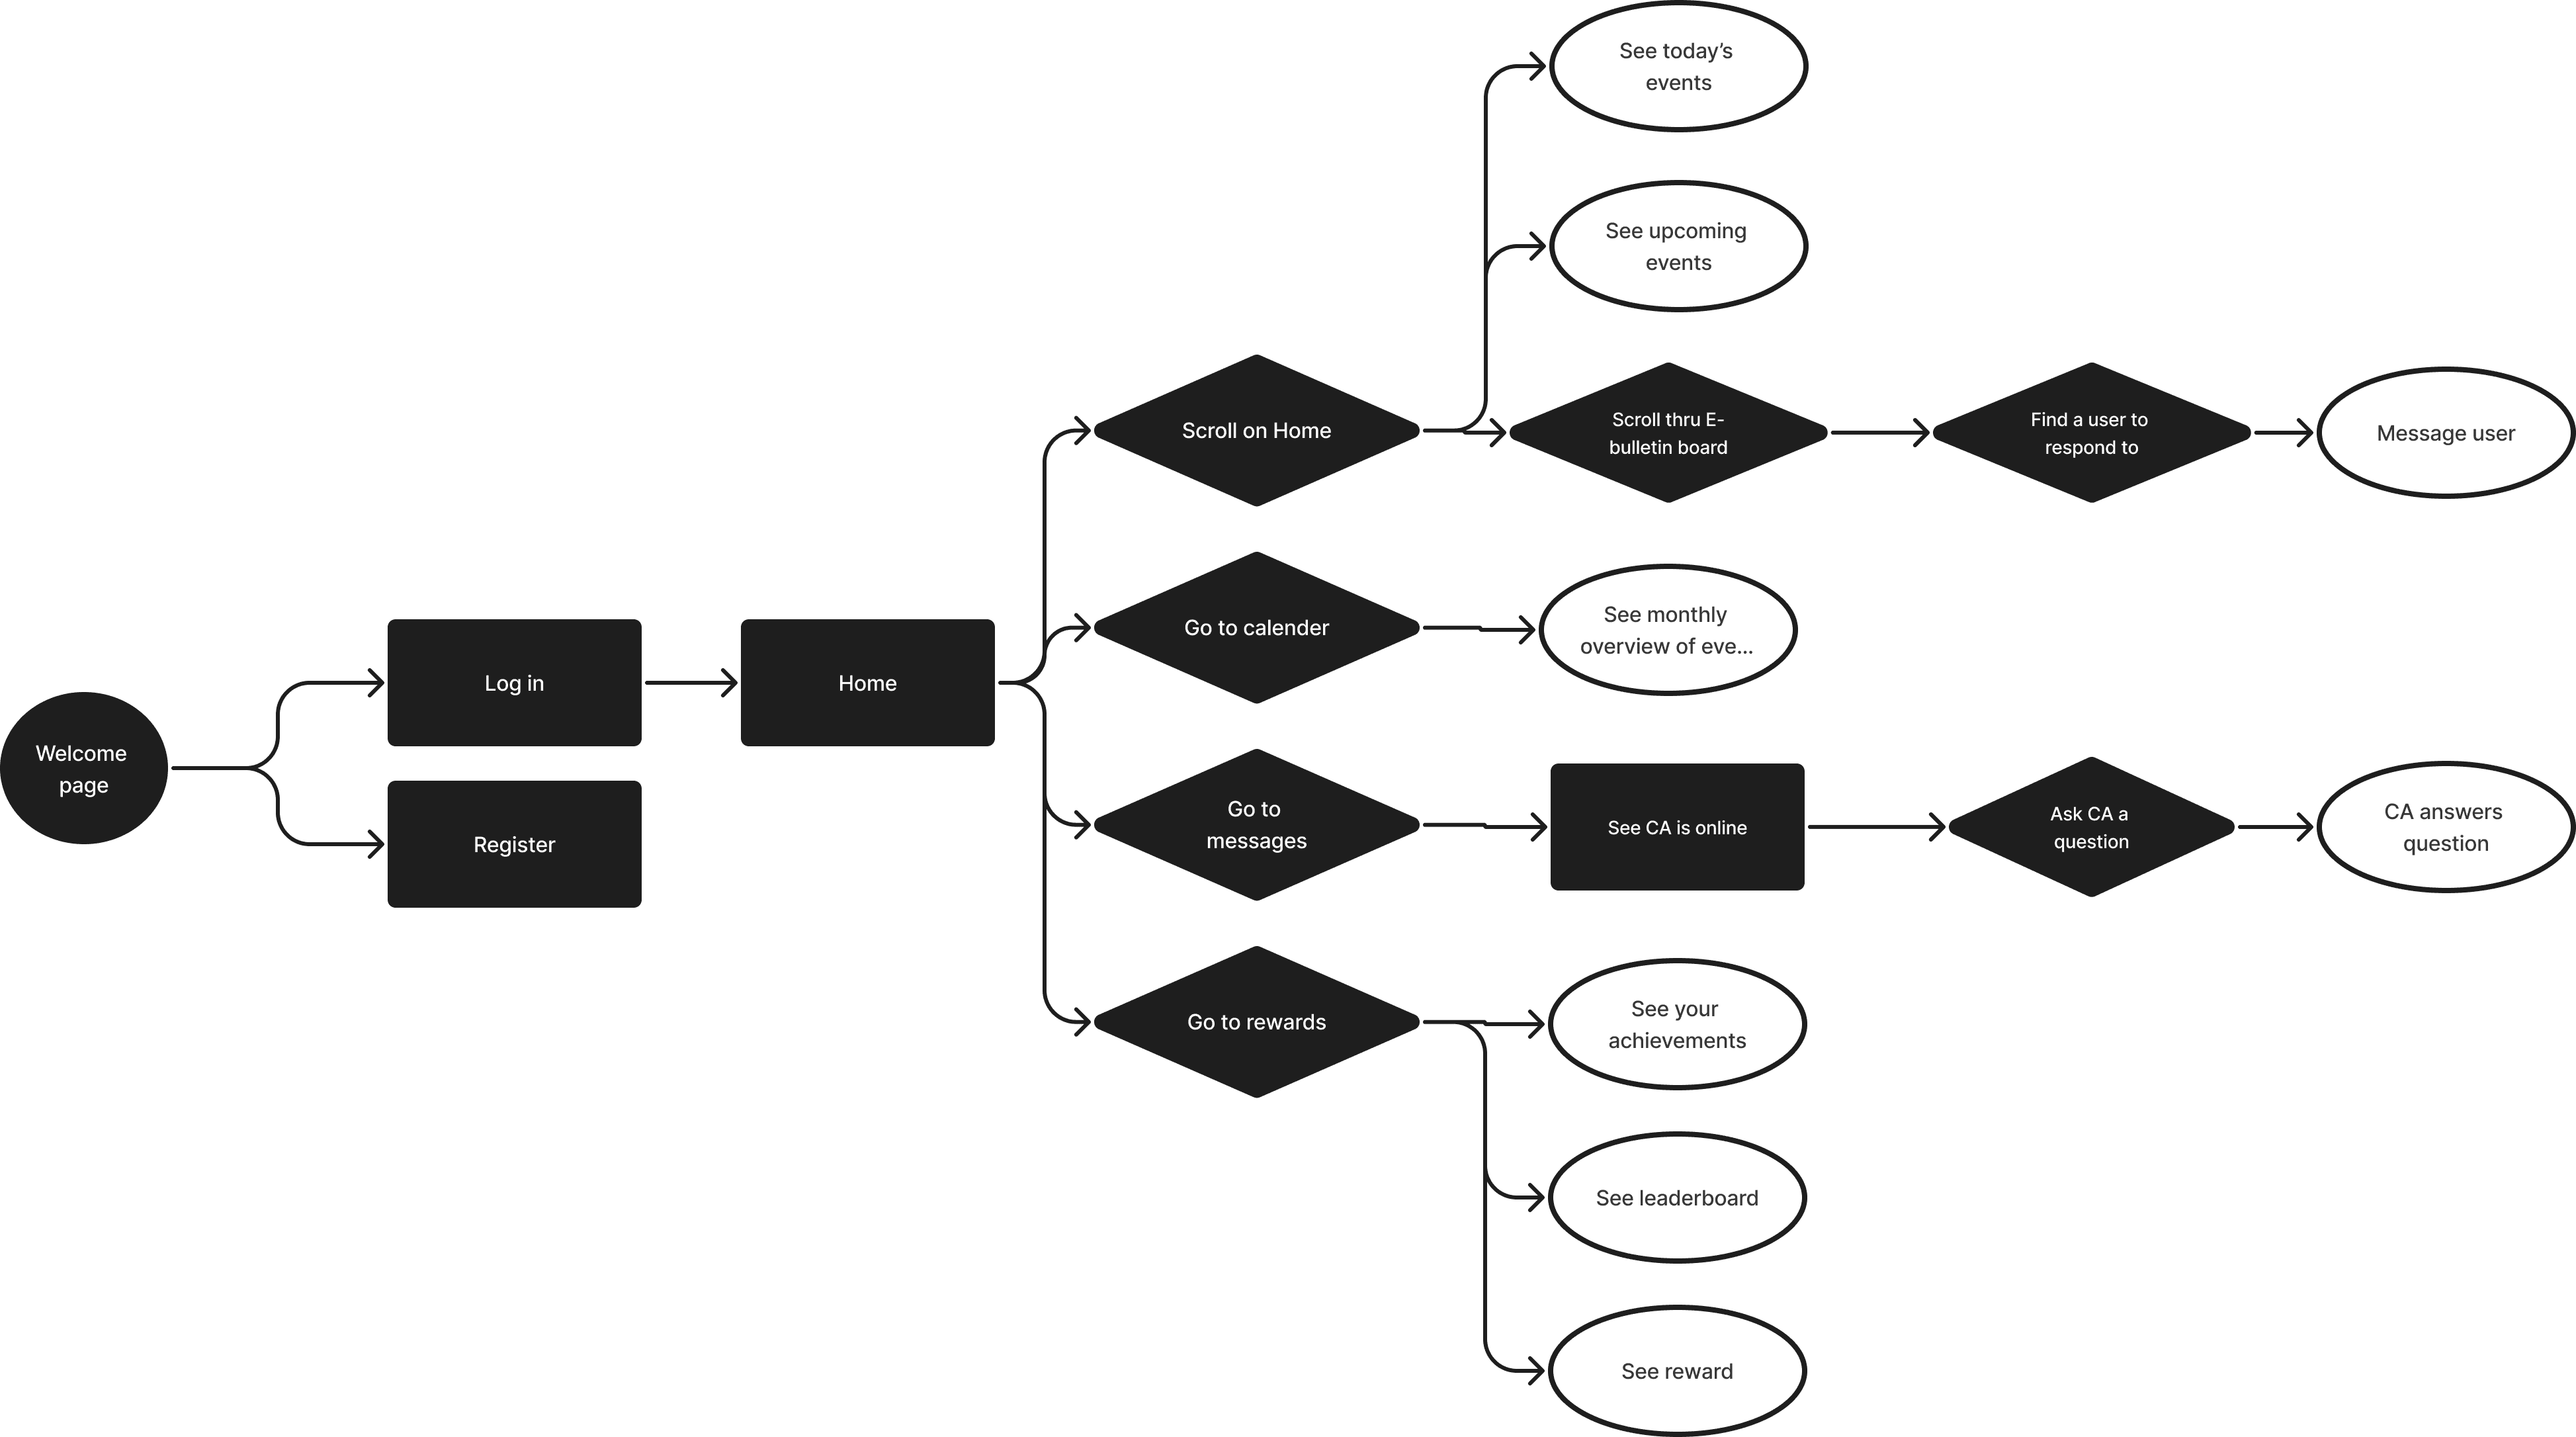 Welcome
page
Log in
Register
Home
Scroll on Home
Go to calender
Go to
messages
Go to rewards
See today’s
events
See upcoming
events
Scroll thru E-
bulletin board
Find a user to
respond to
Message user
See monthly
overview of eve...
See CA is online
Ask CA a
question
CA answers
question
See your
achievements
See leaderboard
See reward